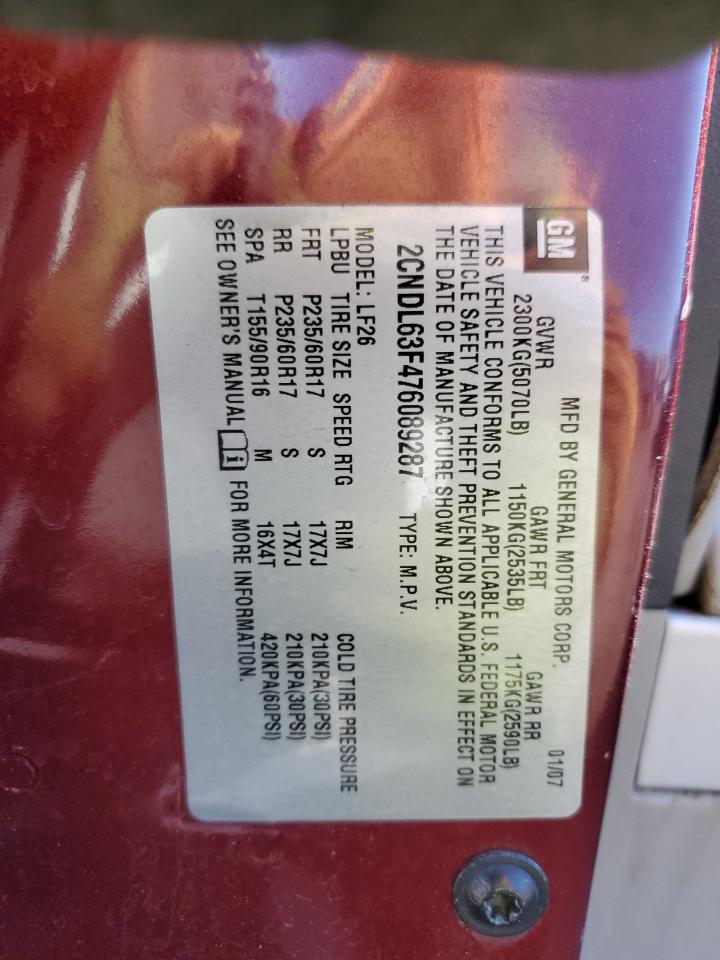 GM
MFD BY GENERAL MOTORS CORP. 01/07
GVWR GAWR FRT GAWR RR
2300KG(5070LB) 1150KG(2535LB) 1175KG(2590LB)
THIS VEHICLE CONFORMS TO ALL APPLICABLE U.S. FEDERAL MOTOR
VEHICLE SAFETY AND THEFT PREVENTION STANDARDS IN EFFECT ON
THE DATE OF MANUFACTURE SHOWN ABOVE.
2CNDL63F476089287 TYPE: M.P.V.
MODEL: LF26
LPBU TIRE SIZE SPEED RTG RIM COLD TIRE PRESSURE
FRT P235/60R17 S 17X7J 210KPA(30PSI)
RR P235/60R17 S 17X7J 210KPA(30PSI)
SPA T155/90R16 M 16X4T 420KPA(60PSI)
SEE OWNER'S MANUAL i FOR MORE INFORMATION.